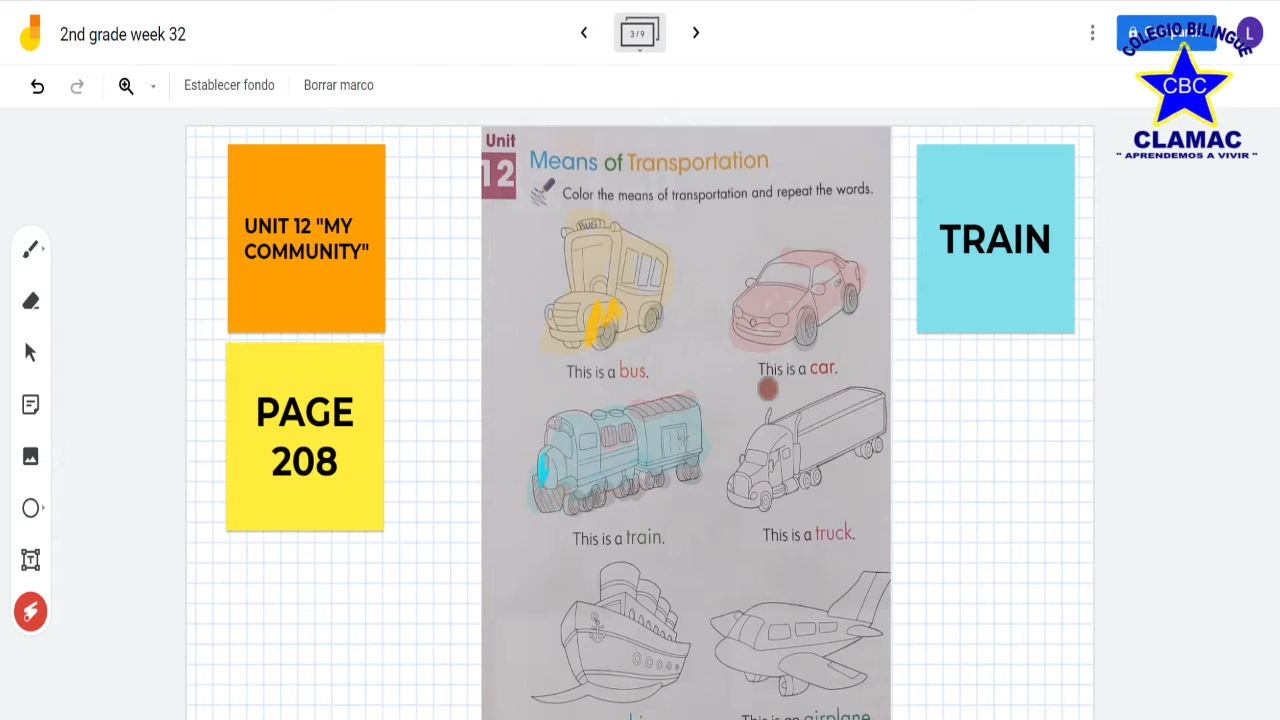 2nd grade week 32
3/9
L
COLEGIO BILINGUE
CBC
CLAMAC
" APRENDEMOS A VIVIR "
Establecer fondo
Borrar marco
UNIT 12 "MY
COMMUNITY"
PAGE
208
Unit
12
Means of Transportation
Color the means of transportation and repeat the words.
BUS
This is a bus.
This is a car.
This is a train.
This is a truck.
This is an airplane
TRAIN
T